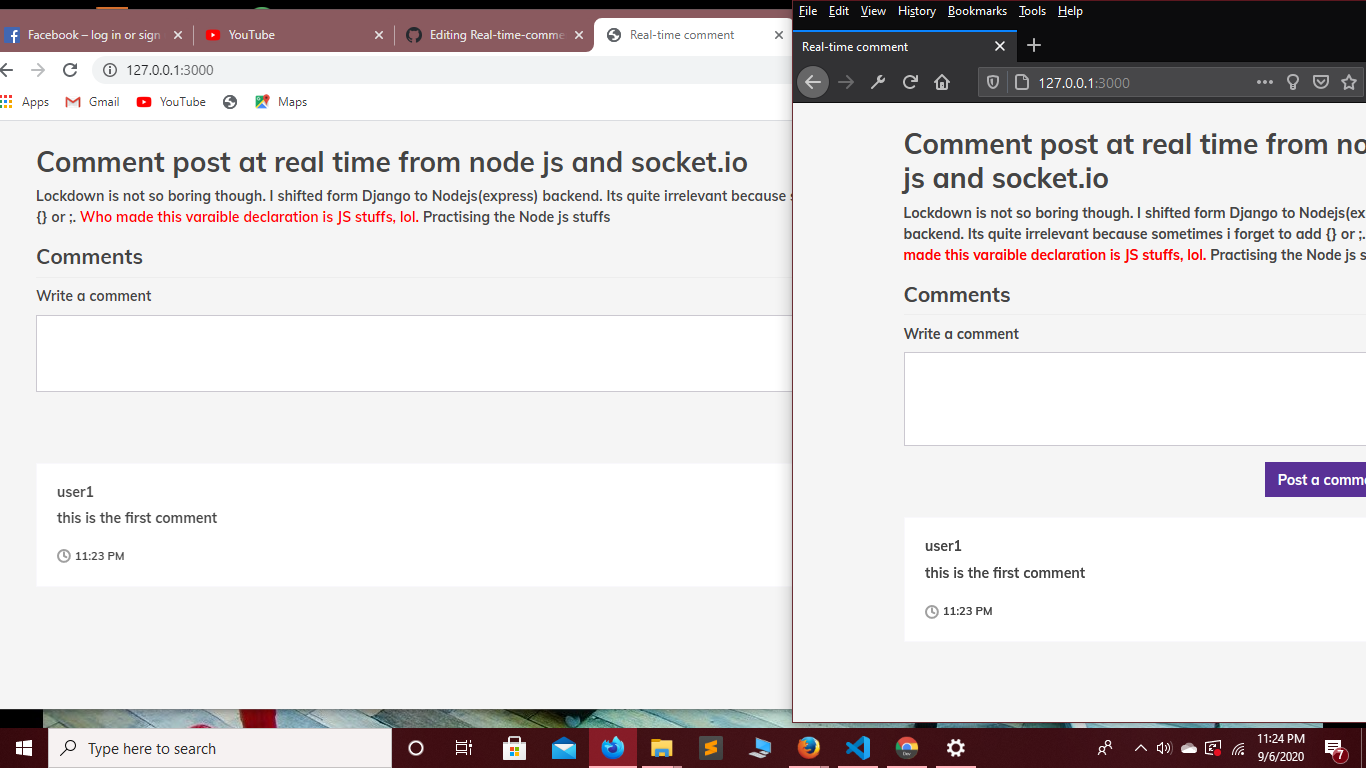 Facebook – log in or sign
YouTube
Editing Real-time-comme
Real-time comment
127.0.0.1:3000
Apps
Gmail
YouTube
Maps
Comment post at real time from node js and socket.io
Lockdown is not so boring though. I shifted form Django to Nodejs(express) backend. Its quite irrelevant because s
{} or ;. Who made this varaible declaration is JS stuffs, lol. Practising the Node js stuffs
Comments
Write a comment
user1
this is the first comment
11:23 PM
File Edit View History Bookmarks Tools Help
Real-time comment
127.0.0.1:3000
Comment post at real time from no
js and socket.io
Lockdown is not so boring though. I shifted form Django to Nodejs(ex
backend. Its quite irrelevant because sometimes i forget to add {} or ;.
made this varaible declaration is JS stuffs, lol. Practising the Node js s
Comments
Write a comment
Post a comme
user1
this is the first comment
11:23 PM
Type here to search
Dev
11:24 PM
9/6/2020
7